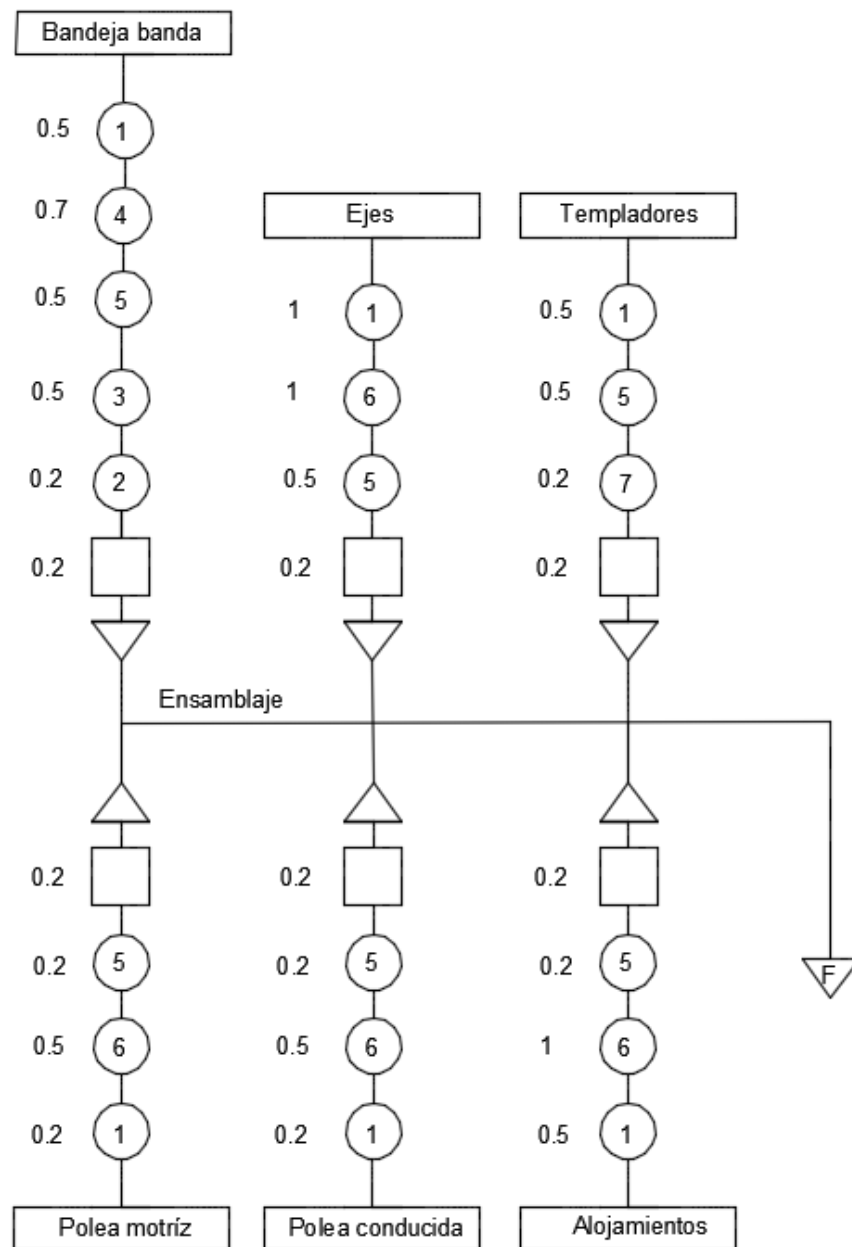 Bandeja banda
0.5 1
0.7 4
Ejes Templadores
0.5 5 1 1 0.5 1
0.5 3 1 6 0.5 5
0.2 2 0.5 5 0.2 7
0.2 0.2 0.2
Ensamblaje
0.2 0.2 0.2
0.2 5 0.2 5 0.2 5 F
0.5 6 0.5 6 1 6
0.2 1 0.2 1 0.5 1
Polea motríz Polea conducida Alojamientos